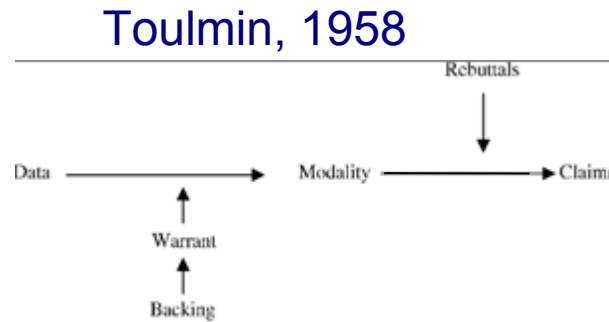 Toulmin, 1958
Rebuttals
Data Modality Claim
Warrant
Backing